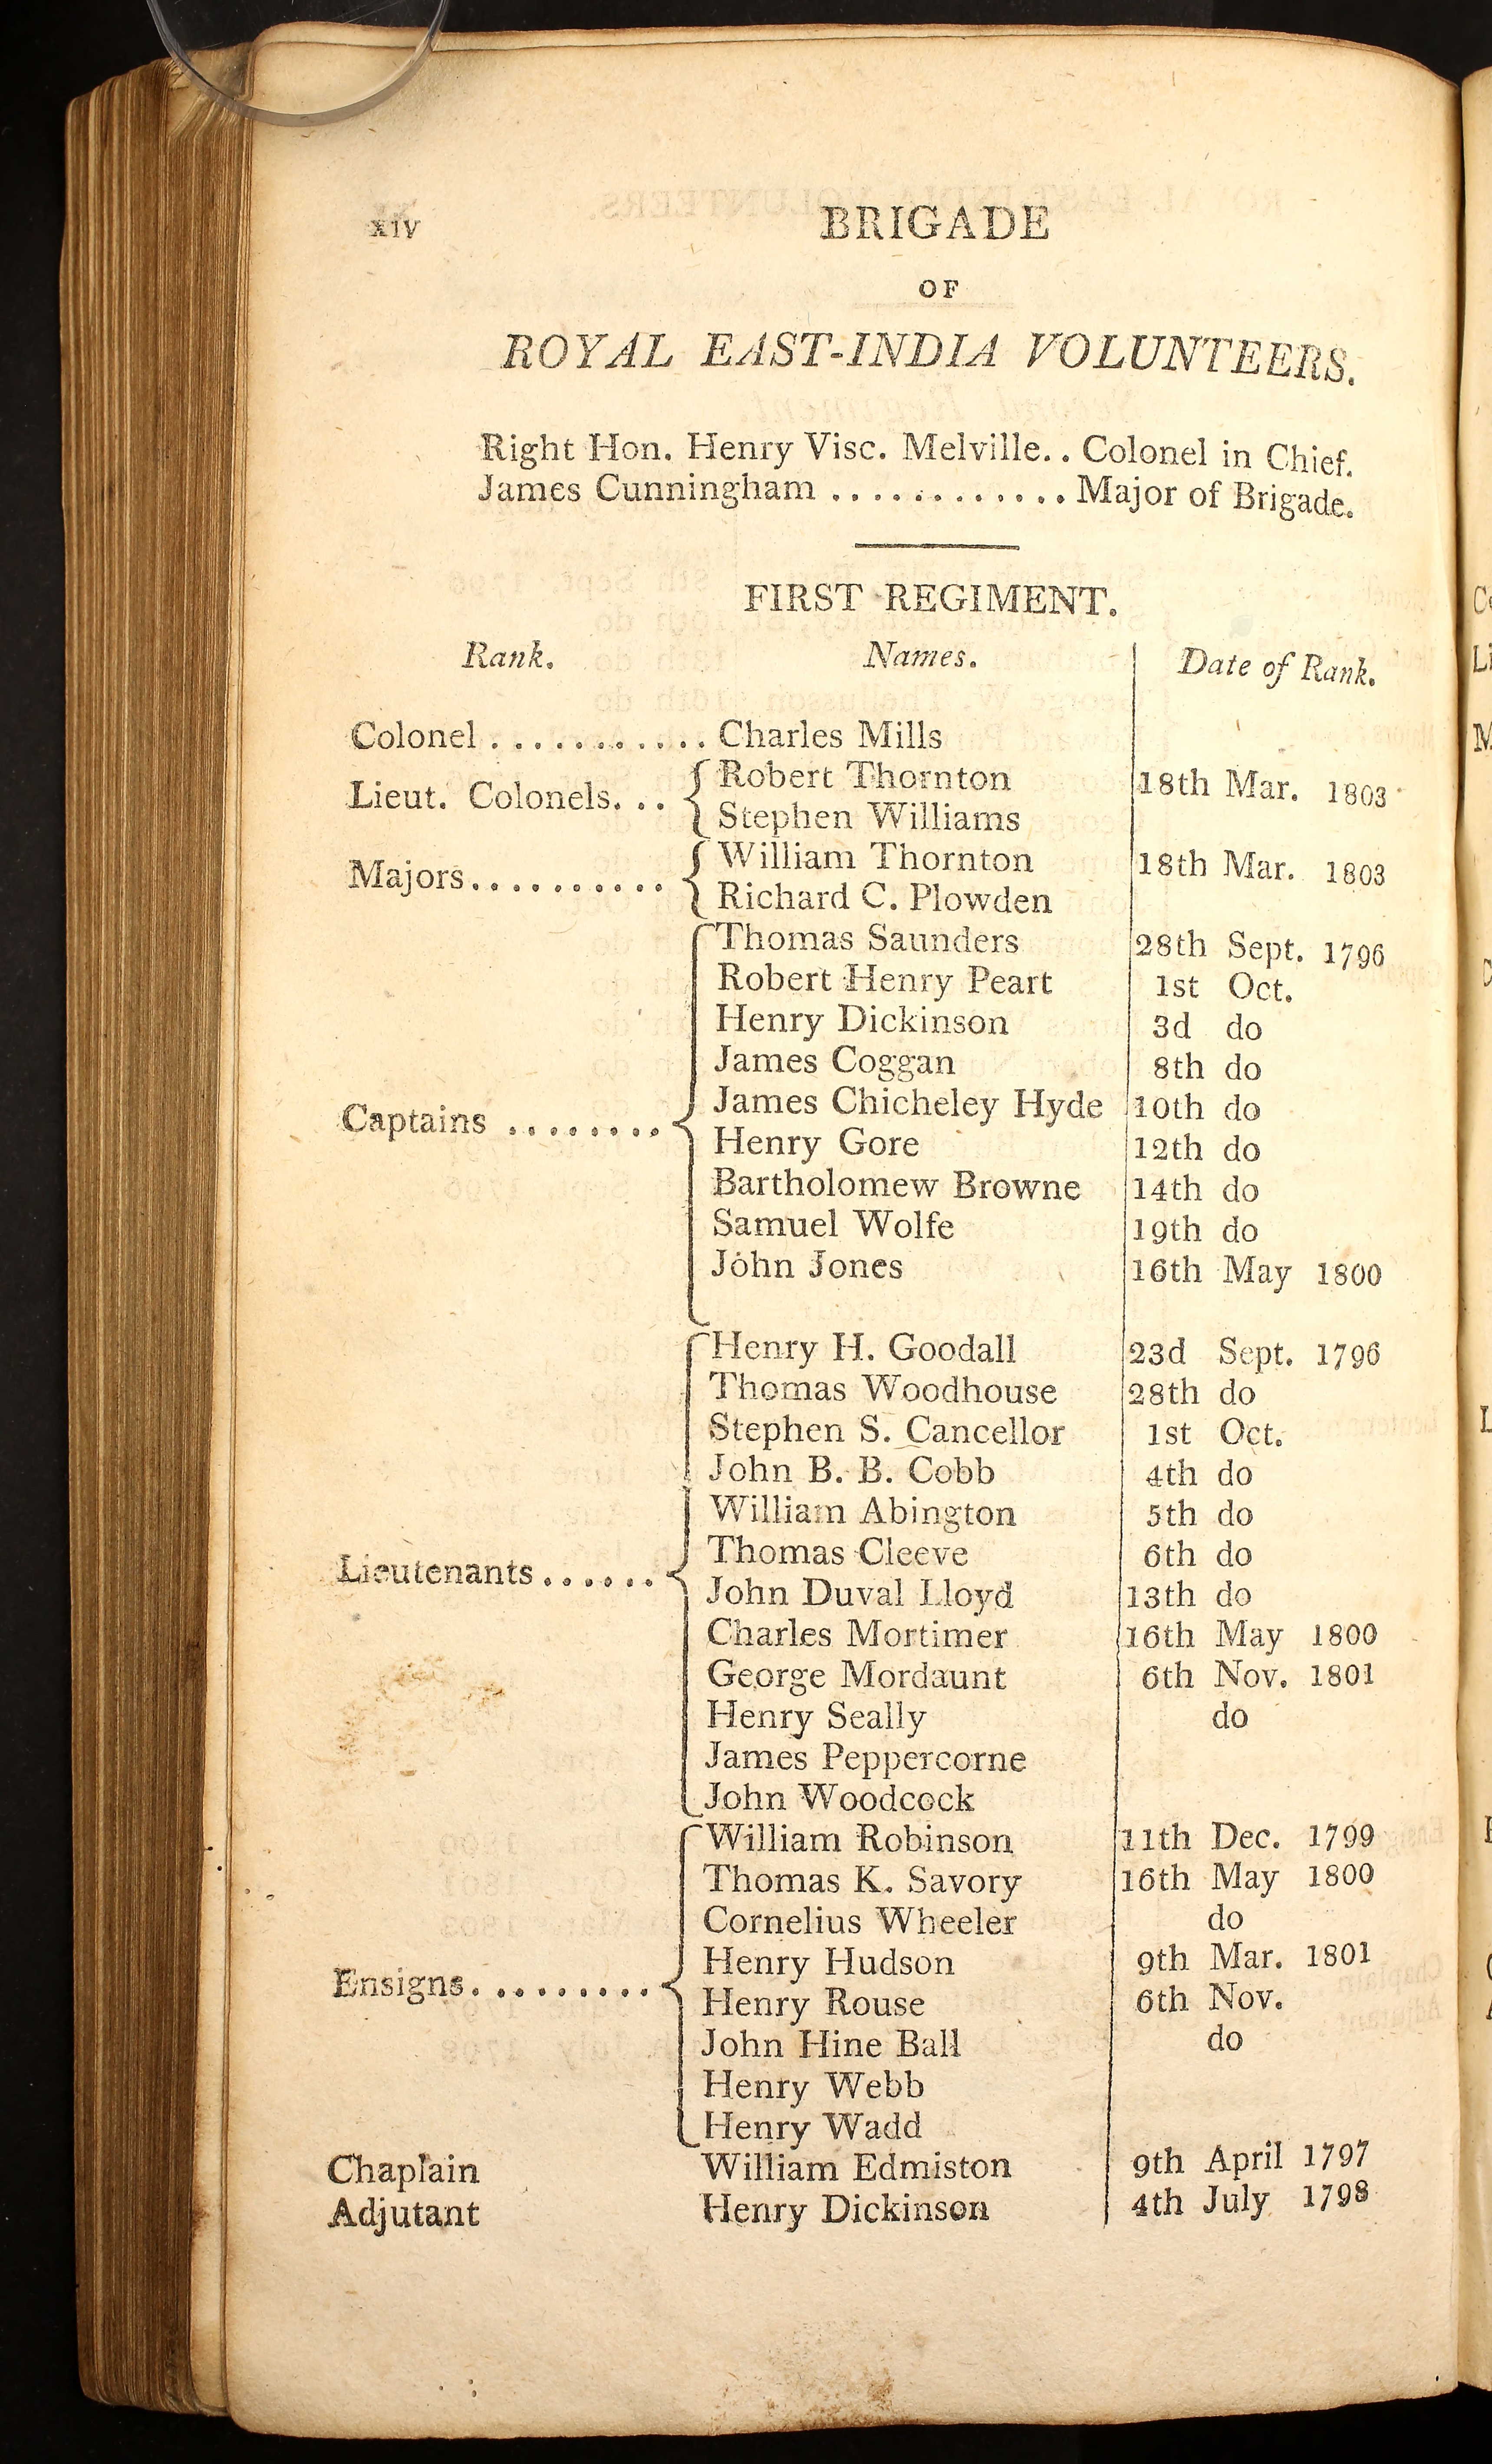 xiv
BRIGADE
OF
ROYAL EAST-INDIA VOLUNTEERS.
Right Hon. Henry Visc. Melville.. Colonel in Chief.
James Cunningham ............ Major of Brigade.
FIRST REGIMENT.
Rank. Names. Date of Rank.
Colonel ........... Charles Mills
Robert Thornton 18th Mar. 1803
Lieut. Colonels. ..
Stephen Williams
William Thornton 18th Mar. 1803
Majors..........
Richard C. Plowden
Thomas Saunders 28th Sept. 1796
Robert Henry Peart 1st Oct.
Henry Dickinson 3d do
James Coggan 8th do
James Chicheley Hyde 10th do
Captains ........
Henry Gore 12th do
Bartholomew Browne 14th do
Samuel Wolfe 19th do
John Jones 16th May 1800
Henry H. Goodall 23d Sept. 1796
Thomas Woodhouse 28th do
Stephen S. Cancellor 1st Oct.
John B. B. Cobb 4th do
William Abington 5th do
Thomas Cleeve 6th do
Lieutenants......
John Duval Lloyd 13th do
Charles Mortimer 16th May 1800
George Mordaunt 6th Nov. 1801
Henry Seally do
James Peppercorne
John Woodcock
William Robinson 11th Dec. 1799
Thomas K. Savory 16th May 1800
Cornelius Wheeler do
Henry Hudson 9th Mar. 1801
Ensigns.........
Henry Rouse 6th Nov.
John Hine Ball do
Henry Webb
Henry Wadd
Chaplain William Edmiston 9th April 1797
Adjutant Henry Dickinson 4th July 1798